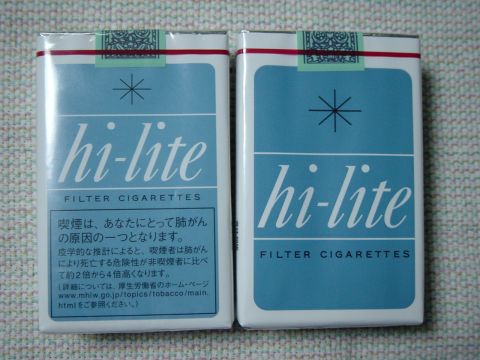 hi-lite
FILTER CIGARETTES
喫煙は、あなたにとって肺がん
の原因の一つとなります。
疫学的な推計によると、喫煙者は肺がん
により死亡する危険性が非喫煙者に比べ
て約2倍から4倍高くなります。
(詳細については、厚生労働省のホーム・ページ
www.mhlw.go.jp/topics/tobacco/main.
htmlをご参照ください。)
hi-lite
FILTER CIGARETTES